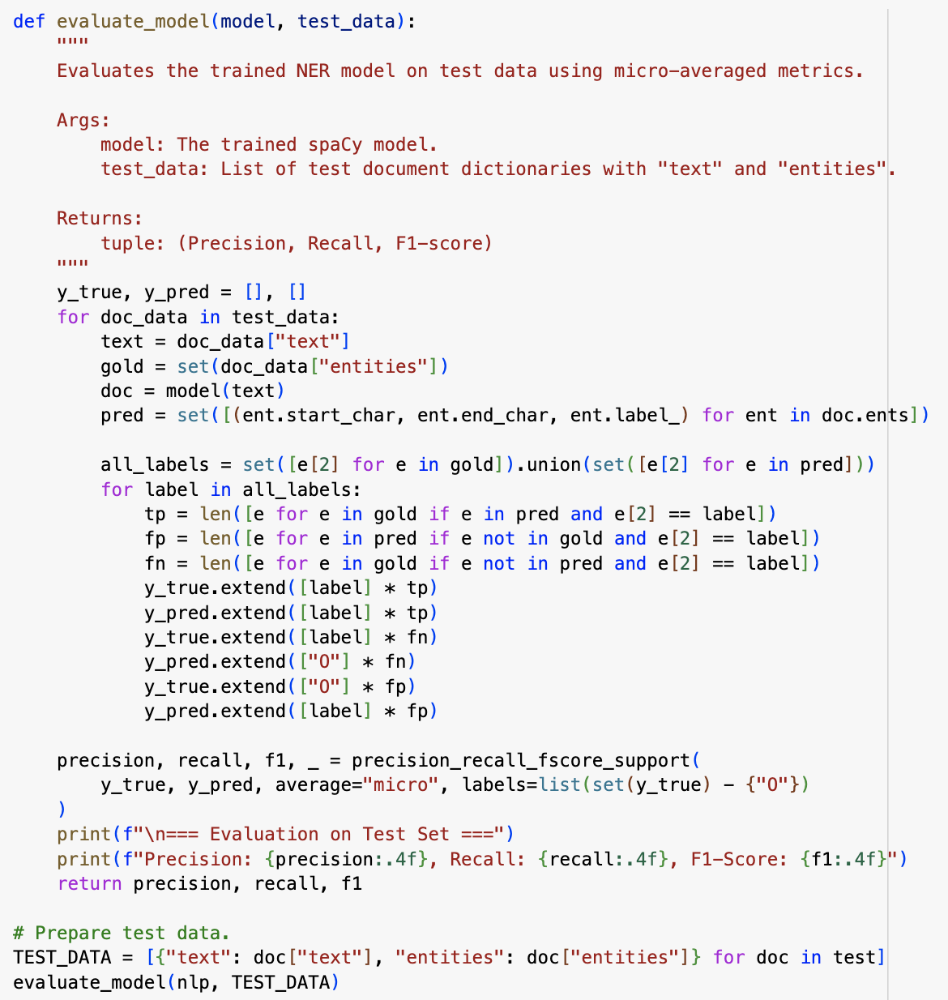 def evaluate_model(model, test_data):
    """
    Evaluates the trained NER model on test data using micro-averaged metrics.

    Args:
        model: The trained spaCy model.
        test_data: List of test document dictionaries with "text" and "entities".

    Returns:
        tuple: (Precision, Recall, F1-score)
    """
    y_true, y_pred = [], []
    for doc_data in test_data:
        text = doc_data["text"]
        gold = set(doc_data["entities"])
        doc = model(text)
        pred = set([(ent.start_char, ent.end_char, ent.label_) for ent in doc.ents])

        all_labels = set([e[2] for e in gold]).union(set([e[2] for e in pred]))
        for label in all_labels:
            tp = len([e for e in gold if e in pred and e[2] == label])
            fp = len([e for e in pred if e not in gold and e[2] == label])
            fn = len([e for e in gold if e not in pred and e[2] == label])
            y_true.extend([label] * tp)
            y_pred.extend([label] * tp)
            y_true.extend([label] * fn)
            y_pred.extend(["O"] * fn)
            y_true.extend(["O"] * fp)
            y_pred.extend([label] * fp)

    precision, recall, f1, _ = precision_recall_fscore_support(
        y_true, y_pred, average="micro", labels=list(set(y_true) - {"O"})
    )
    print(f"\n=== Evaluation on Test Set ===")
    print(f"Precision: {precision:.4f}, Recall: {recall:.4f}, F1-Score: {f1:.4f}")
    return precision, recall, f1

# Prepare test data.
TEST_DATA = [{"text": doc["text"], "entities": doc["entities"]} for doc in test]
evaluate_model(nlp, TEST_DATA)